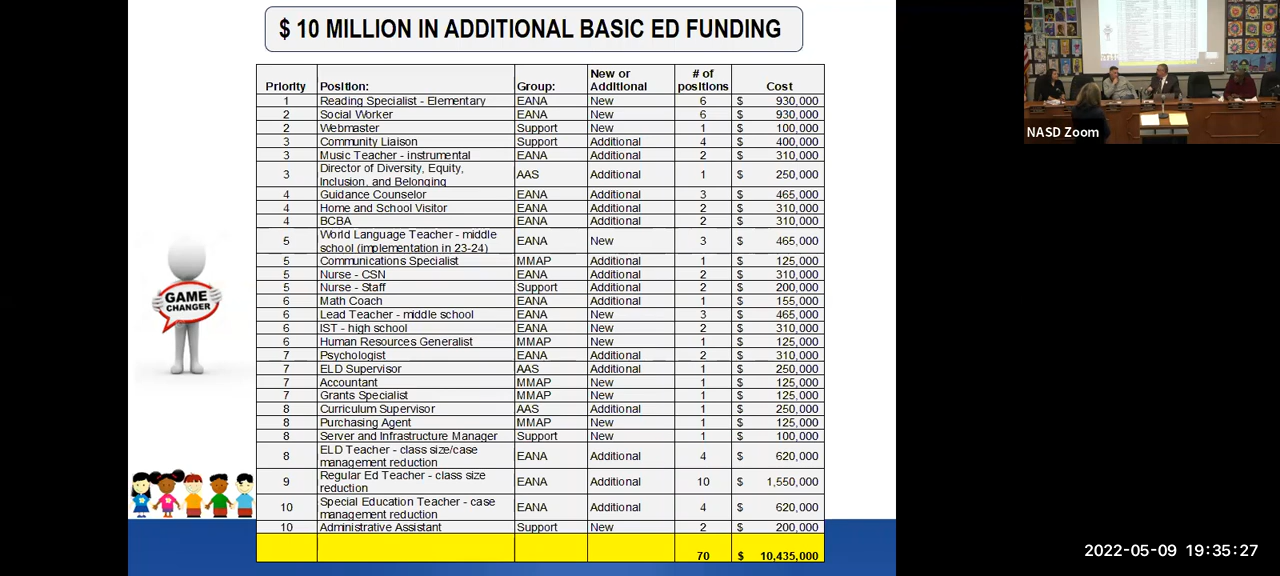 $ 10 MILLION IN ADDITIONAL BASIC ED FUNDING
Priority Position: Group: New or Additional # of positions Cost
1 Reading Specialist - Elementary EANA New 6 $ 930,000
2 Social Worker EANA New 6 $ 930,000
2 Webmaster Support New 1 $ 100,000
3 Community Liaison Support Additional 4 $ 400,000
3 Music Teacher - instrumental EANA Additional 2 $ 310,000
3 Director of Diversity, Equity, Inclusion, and Belonging AAS Additional 1 $ 250,000
4 Guidance Counselor EANA Additional 3 $ 465,000
4 Home and School Visitor EANA Additional 2 $ 310,000
4 BCBA EANA Additional 2 $ 310,000
5 World Language Teacher - middle school (implementation in 23-24) EANA New 3 $ 465,000
5 Communications Specialist MMAP Additional 1 $ 125,000
5 Nurse - CSN EANA Additional 2 $ 310,000
5 Nurse - Staff Support Additional 2 $ 200,000
6 Math Coach EANA Additional 1 $ 155,000
6 Lead Teacher - middle school EANA New 3 $ 465,000
6 IST - high school EANA New 2 $ 310,000
6 Human Resources Generalist MMAP New 1 $ 125,000
7 Psychologist EANA Additional 2 $ 310,000
7 ELD Supervisor AAS Additional 1 $ 250,000
7 Accountant MMAP New 1 $ 125,000
7 Grants Specialist MMAP New 1 $ 125,000
8 Curriculum Supervisor AAS Additional 1 $ 250,000
8 Purchasing Agent MMAP New 1 $ 125,000
8 Server and Infrastructure Manager Support New 1 $ 100,000
8 ELD Teacher - class size/case management reduction EANA Additional 4 $ 620,000
9 Regular Ed Teacher - class size reduction EANA Additional 10 $ 1,550,000
10 Special Education Teacher - case management reduction EANA Additional 4 $ 620,000
10 Administrative Assistant Support New 2 $ 200,000
70 $ 10,435,000
GAME
CHANGER
NASD Zoom
2022-05-09 19:35:27